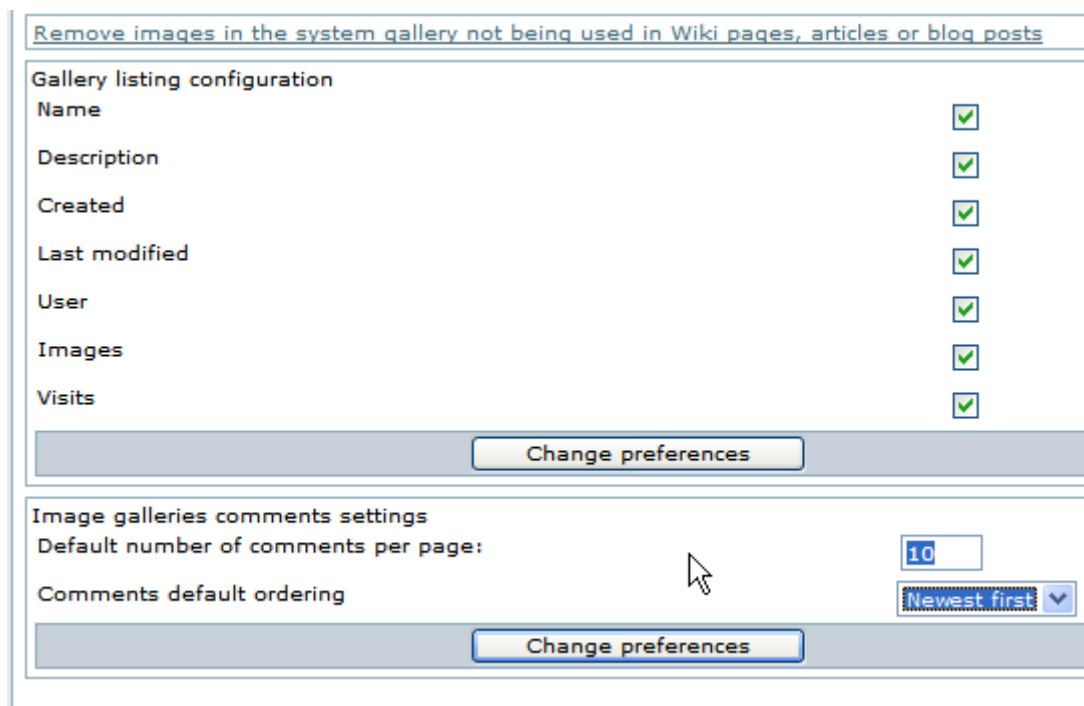 Remove images in the system gallery not being used in Wiki pages, articles or blog posts
Gallery listing configuration
Name
Description
Created
Last modified
User
Images
Visits
Change preferences
Image galleries comments settings
Default number of comments per page: 10
Comments default ordering Newest first
Change preferences